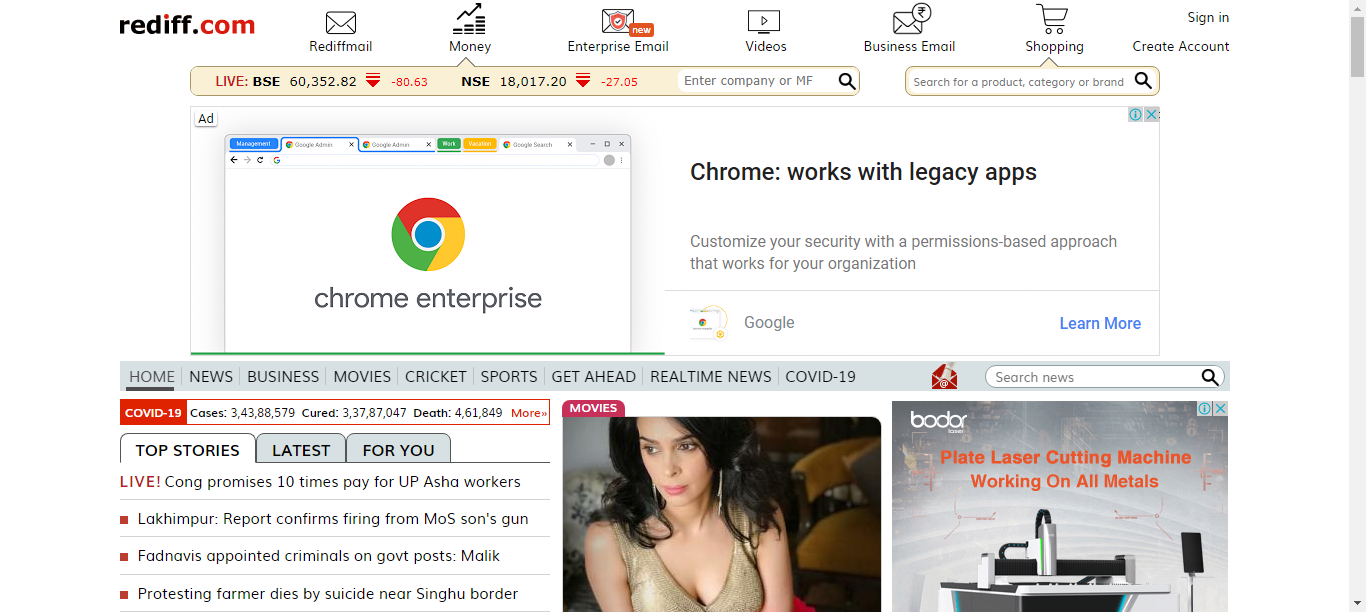 rediff.com
Rediffmail
Money
new
Enterprise Email
Videos
₹
Business Email
Shopping
Sign in
Create Account
LIVE: BSE 60,352.82 -80.63 NSE 18,017.20 -27.05
Enter company or MF
Search for a product, category or brand
Ad
Management
Google Admin
Google Admin
Work
Vacation
Google Search
chrome enterprise
Chrome: works with legacy apps
Customize your security with a permissions-based approach
that works for your organization
Google
Learn More
HOME NEWS BUSINESS MOVIES CRICKET SPORTS GET AHEAD REALTIME NEWS COVID-19
@
Search news
COVID-19 Cases: 3,43,88,579 Cured: 3,37,87,047 Death: 4,61,849 More»
TOP STORIES LATEST FOR YOU
LIVE! Cong promises 10 times pay for UP Asha workers
Lakhimpur: Report confirms firing from MoS son's gun
Fadnavis appointed criminals on govt posts: Malik
Protesting farmer dies by suicide near Singhu border
MOVIES
bodor
laser
Plate Laser Cutting Machine
Working On All Metals